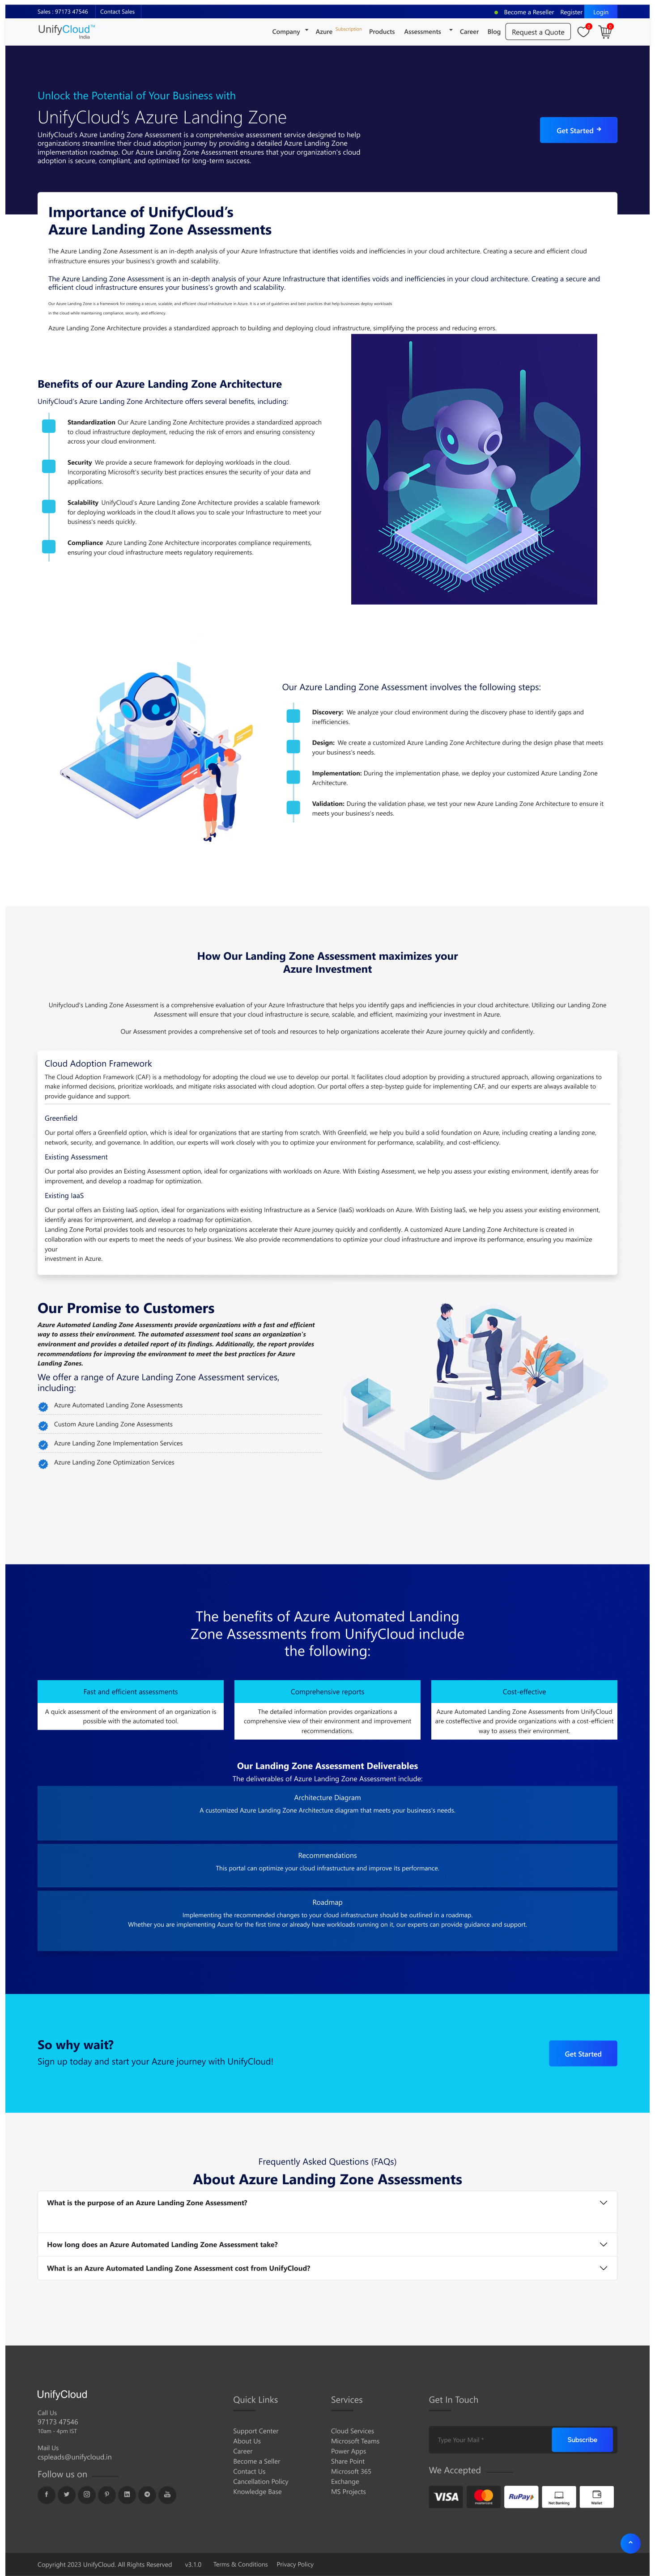 Sales : 97173 47546
Contact Sales
Become a Reseller
Register
Login
UnifyCloud™
India
Company
Azure Subscription
Products
Assessments
Career
Blog
Request a Quote
0
0
Unlock the Potential of Your Business with
UnifyCloud's Azure Landing Zone
UnifyCloud's Azure Landing Zone Assessment is a comprehensive assessment service designed to help
organizations streamline their cloud adoption journey by providing a detailed Azure Landing Zone
implementation roadmap. Our Azure Landing Zone Assessment ensures that your organization's cloud
adoption is secure, compliant, and optimized for long-term success.
Get Started
Importance of UnifyCloud's
Azure Landing Zone Assessments
The Azure Landing Zone Assessment is an in-depth analysis of your Azure Infrastructure that identifies voids and inefficiencies in your cloud architecture. Creating a secure and efficient cloud
infrastructure ensures your business's growth and scalability.
The Azure Landing Zone Assessment is an in-depth analysis of your Azure Infrastructure that identifies voids and inefficiencies in your cloud architecture. Creating a secure and
efficient cloud infrastructure ensures your business's growth and scalability.
Our Azure Landing Zone is a framework for creating a secure, scalable, and efficient cloud infrastructure in Azure. It is a set of guidelines and best practices that help businesses deploy workloads
in the cloud while maintaining compliance, security, and efficiency.
Azure Landing Zone Architecture provides a standardized approach to building and deploying cloud infrastructure, simplifying the process and reducing errors.
Benefits of our Azure Landing Zone Architecture
UnifyCloud's Azure Landing Zone Architecture offers several benefits, including:
Standardization Our Azure Landing Zone Architecture provides a standardized approach
to cloud infrastructure deployment, reducing the risk of errors and ensuring consistency
across your cloud environment.
Security We provide a secure framework for deploying workloads in the cloud.
Incorporating Microsoft's security best practices ensures the security of your data and
applications.
Scalability UnifyCloud's Azure Landing Zone Architecture provides a scalable framework
for deploying workloads in the cloud.It allows you to scale your Infrastructure to meet your
business's needs quickly.
Compliance Azure Landing Zone Architecture incorporates compliance requirements,
ensuring your cloud infrastructure meets regulatory requirements.
Our Azure Landing Zone Assessment involves the following steps:
Discovery: We analyze your cloud environment during the discovery phase to identify gaps and
inefficiencies.
Design: We create a customized Azure Landing Zone Architecture during the design phase that meets
your business's needs.
Implementation: During the implementation phase, we deploy your customized Azure Landing Zone
Architecture.
Validation: During the validation phase, we test your new Azure Landing Zone Architecture to ensure it
meets your business's needs.
How Our Landing Zone Assessment maximizes your
Azure Investment
Unifycloud's Landing Zone Assessment is a comprehensive evaluation of your Azure Infrastructure that helps you identify gaps and inefficiencies in your cloud architecture. Utilizing our Landing Zone
Assessment will ensure that your cloud infrastructure is secure, scalable, and efficient, maximizing your investment in Azure.
Our Assessment provides a comprehensive set of tools and resources to help organizations accelerate their Azure journey quickly and confidently.
Cloud Adoption Framework
The Cloud Adoption Framework (CAF) is a methodology for adopting the cloud we use to develop our portal. It facilitates cloud adoption by providing a structured approach, allowing organizations to
make informed decisions, prioritize workloads, and mitigate risks associated with cloud adoption. Our portal offers a step-bystep guide for implementing CAF, and our experts are always available to
provide guidance and support.
Greenfield
Our portal offers a Greenfield option, which is ideal for organizations that are starting from scratch. With Greenfield, we help you build a solid foundation on Azure, including creating a landing zone,
network, security, and governance. In addition, our experts will work closely with you to optimize your environment for performance, scalability, and cost-efficiency.
Existing Assessment
Our portal also provides an Existing Assessment option, ideal for organizations with workloads on Azure. With Existing Assessment, we help you assess your existing environment, identify areas for
improvement, and develop a roadmap for optimization.
Existing IaaS
Our portal offers an Existing IaaS option, ideal for organizations with existing Infrastructure as a Service (IaaS) workloads on Azure. With Existing IaaS, we help you assess your existing environment,
identify areas for improvement, and develop a roadmap for optimization.
Landing Zone Portal provides tools and resources to help organizations accelerate their Azure journey quickly and confidently. A customized Azure Landing Zone Architecture is created in
collaboration with our experts to meet the needs of your business. We also provide recommendations to optimize your cloud infrastructure and improve its performance, ensuring you maximize
your
investment in Azure.
Our Promise to Customers
Azure Automated Landing Zone Assessments provide organizations with a fast and efficient
way to assess their environment. The automated assessment tool scans an organization's
environment and provides a detailed report of its findings. Additionally, the report provides
recommendations for improving the environment to meet the best practices for Azure
Landing Zones.
We offer a range of Azure Landing Zone Assessment services,
including:
Azure Automated Landing Zone Assessments
Custom Azure Landing Zone Assessments
Azure Landing Zone Implementation Services
Azure Landing Zone Optimization Services
The benefits of Azure Automated Landing
Zone Assessments from UnifyCloud include
the following:
Fast and efficient assessments
A quick assessment of the environment of an organization is
possible with the automated tool.
Comprehensive reports
The detailed information provides organizations a
comprehensive view of their environment and improvement
recommendations.
Cost-effective
Azure Automated Landing Zone Assessments from UnifyCloud
are costeffective and provide organizations with a cost-efficient
way to assess their environment.
Our Landing Zone Assessment Deliverables
The deliverables of Azure Landing Zone Assessment include:
Architecture Diagram
A customized Azure Landing Zone Architecture diagram that meets your business's needs.
Recommendations
This portal can optimize your cloud infrastructure and improve its performance.
Roadmap
Implementing the recommended changes to your cloud infrastructure should be outlined in a roadmap.
Whether you are implementing Azure for the first time or already have workloads running on it, our experts can provide guidance and support.
So why wait?
Sign up today and start your Azure journey with UnifyCloud!
Get Started
Frequently Asked Questions (FAQs)
About Azure Landing Zone Assessments
What is the purpose of an Azure Landing Zone Assessment?
How long does an Azure Automated Landing Zone Assessment take?
What is an Azure Automated Landing Zone Assessment cost from UnifyCloud?
UnifyCloud
Call Us
97173 47546
10am - 4pm IST
Mail Us
cspleads@unifycloud.in
Follow us on
Quick Links
Support Center
About Us
Career
Become a Seller
Contact Us
Cancellation Policy
Knowledge Base
Services
Cloud Services
Microsoft Teams
Power Apps
Share Point
Microsoft 365
Exchange
MS Projects
Get In Touch
Type Your Mail *
Subscribe
We Accepted
VISA
mastercard
RuPay
Net Banking
Wallet
Copyright 2023 UnifyCloud. All Rights Reserved
v3.1.0
Terms & Conditions
Privacy Policy